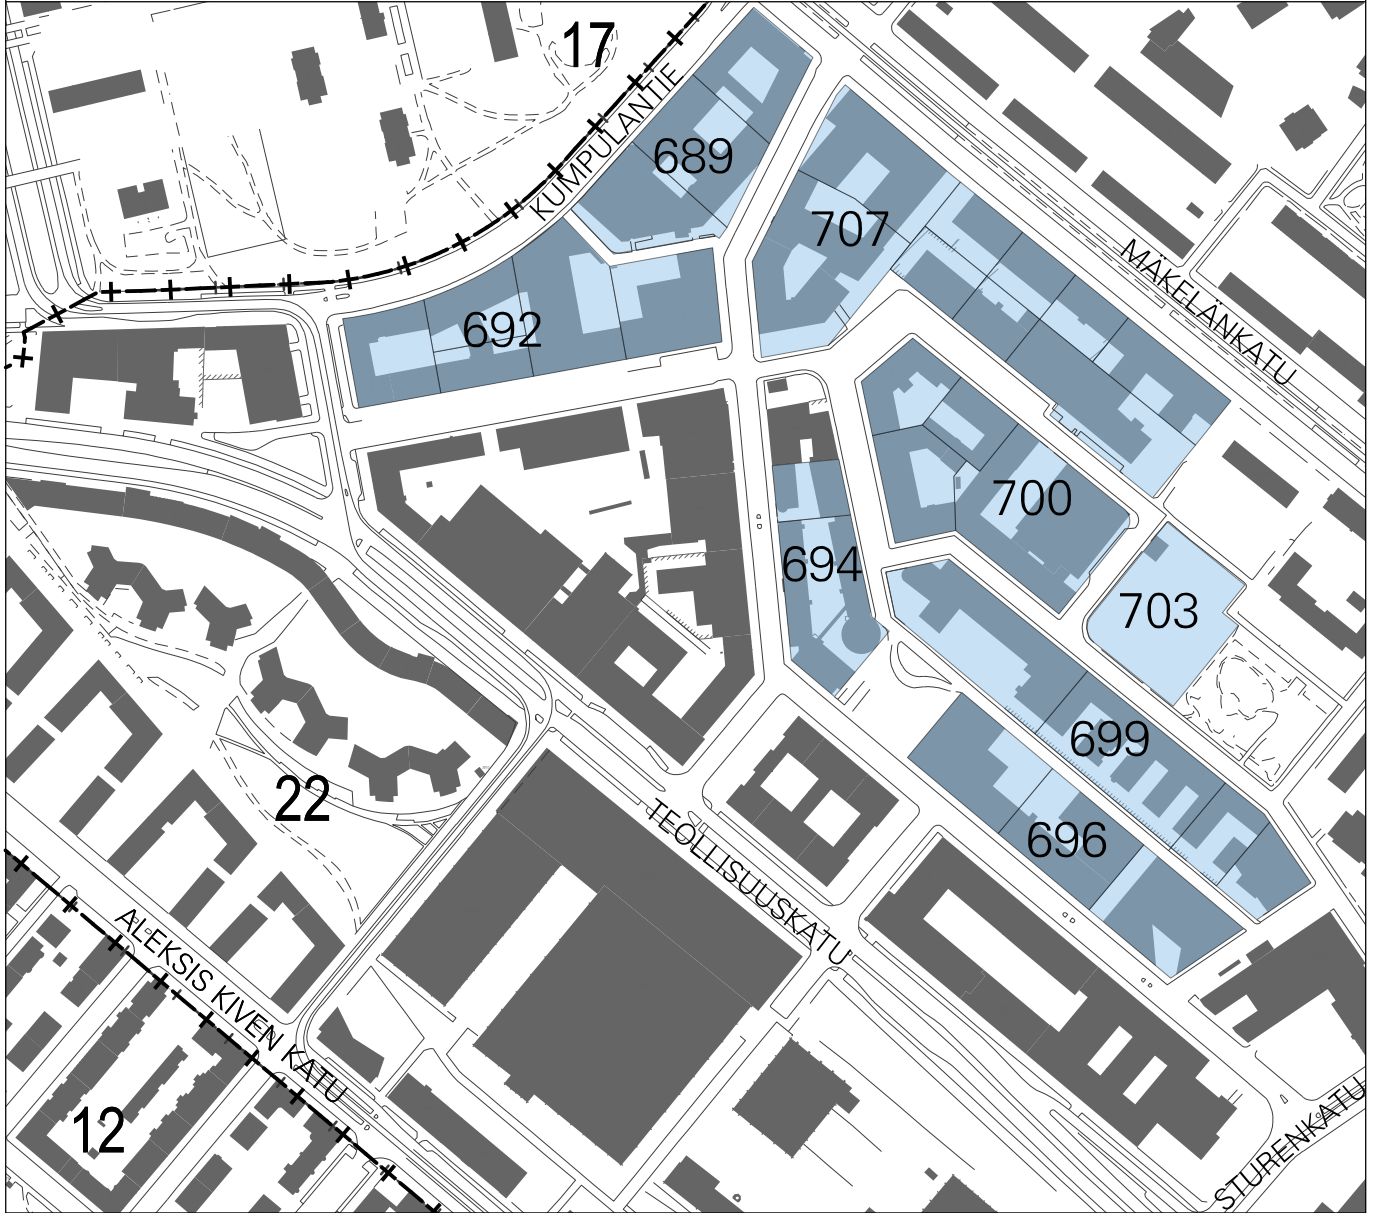 17
KUMPULANTIE
689
707
MÄKELÄNKATU
692
700
694
703
699
22
TEOLLISUUSKATU
696
ALEKSIS KIVEN KATU
12
STURENKATU